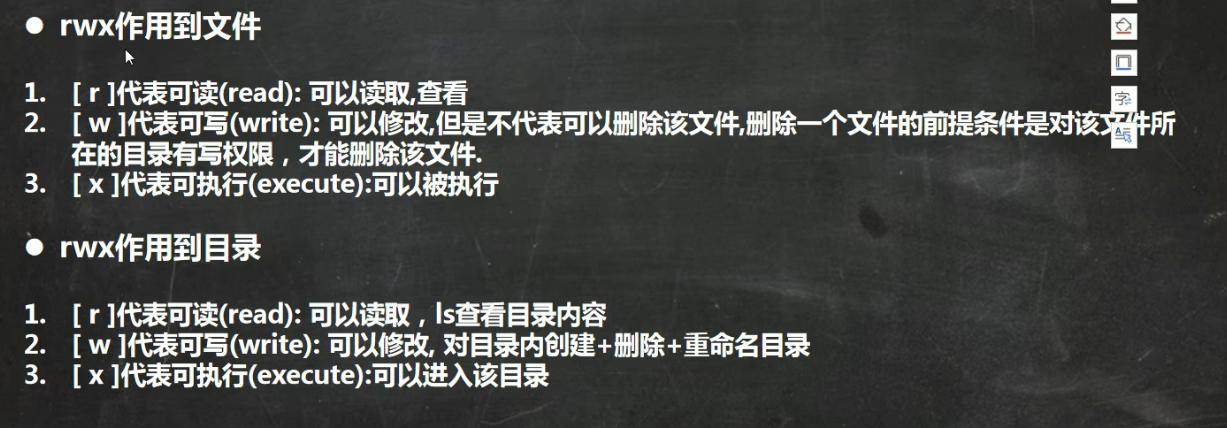 ● rwx作用到文件
1. [ r ]代表可读(read): 可以读取,查看
2. [ w ]代表可写(write): 可以修改,但是不代表可以删除该文件,删除一个文件的前提条件是对该文件所
在的目录有写权限，才能删除该文件.
3. [ x ]代表可执行(execute):可以被执行
● rwx作用到目录
1. [ r ]代表可读(read): 可以读取，ls查看目录内容
2. [ w ]代表可写(write): 可以修改, 对目录内创建+删除+重命名目录
3. [ x ]代表可执行(execute):可以进入该目录
字
A